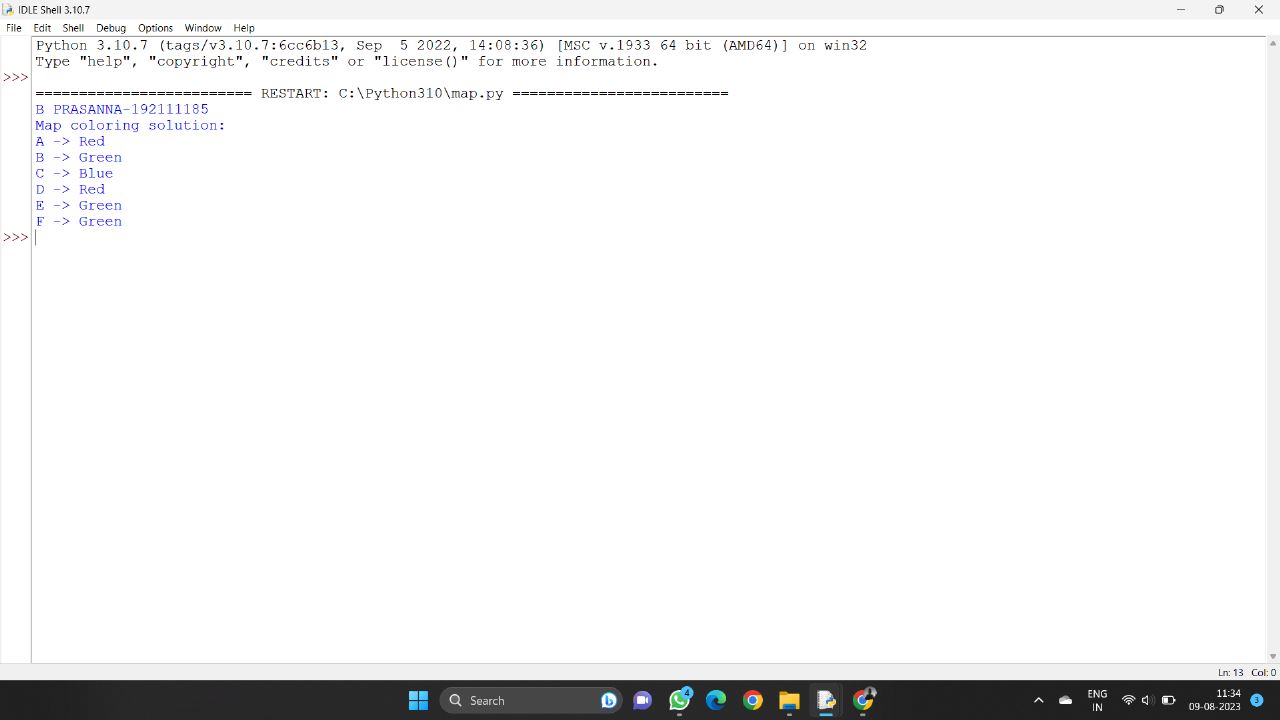 IDLE Shell 3.10.7
File Edit Shell Debug Options Window Help
Python 3.10.7 (tags/v3.10.7:6cc6b13, Sep  5 2022, 14:08:36) [MSC v.1933 64 bit (AMD64)] on win32
Type "help", "copyright", "credits" or "license()" for more information.
>>>
========================= RESTART: C:\Python310\map.py =========================
B PRASANNA-192111185
Map coloring solution:
A -> Red
B -> Green
C -> Blue
D -> Red
E -> Green
F -> Green
>>>
Ln: 13 Col: 0
Search 4 ENG 11:34
IN 09-08-2023 3